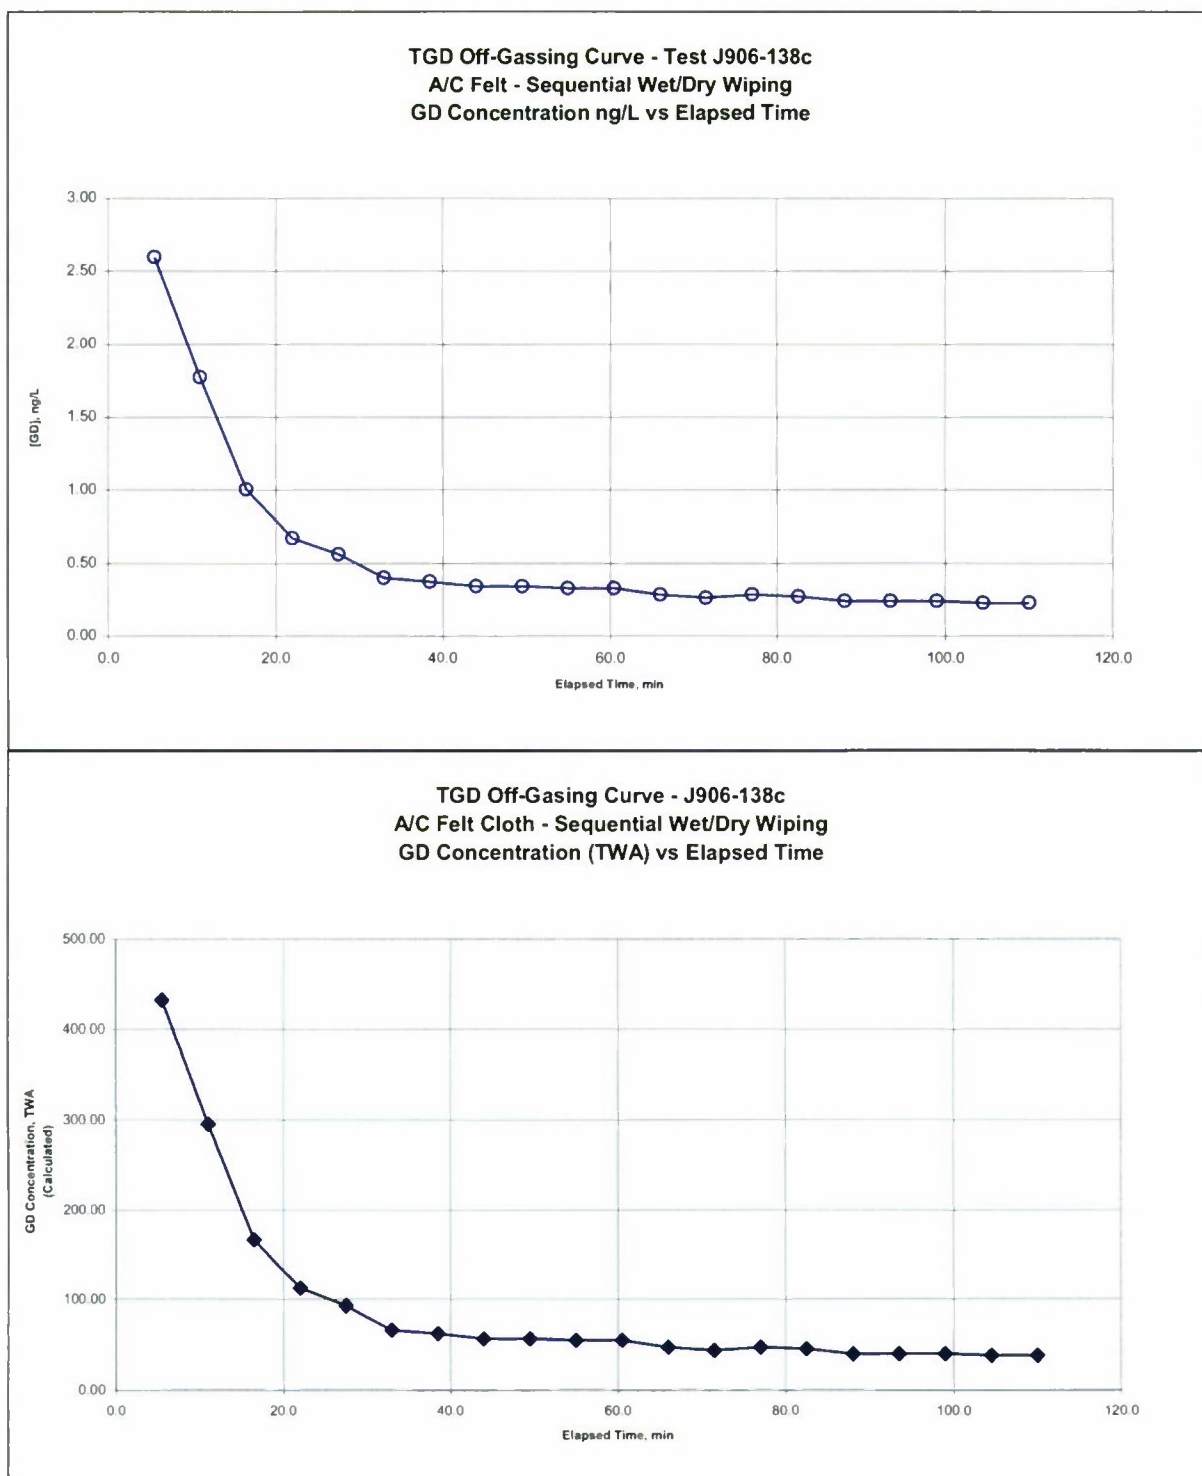 TGD Off-Gassing Curve - Test J906-138c
A/C Felt - Sequential Wet/Dry Wiping
GD Concentration ng/L vs Elapsed Time
3.00
2.50
2.00
1.50
1.00
0.50
0.00
[GD], ng/L
0.0 20.0 40.0 60.0 80.0 100.0 120.0
Elapsed Time, min
TGD Off-Gasing Curve - J906-138c
A/C Felt Cloth - Sequential Wet/Dry Wiping
GD Concentration (TWA) vs Elapsed Time
500.00
400.00
300.00
200.00
100.00
0.00
GD Concentration, TWA
(Calculated)
0.0 20.0 40.0 60.0 80.0 100.0 120.0
Elapsed Time, min